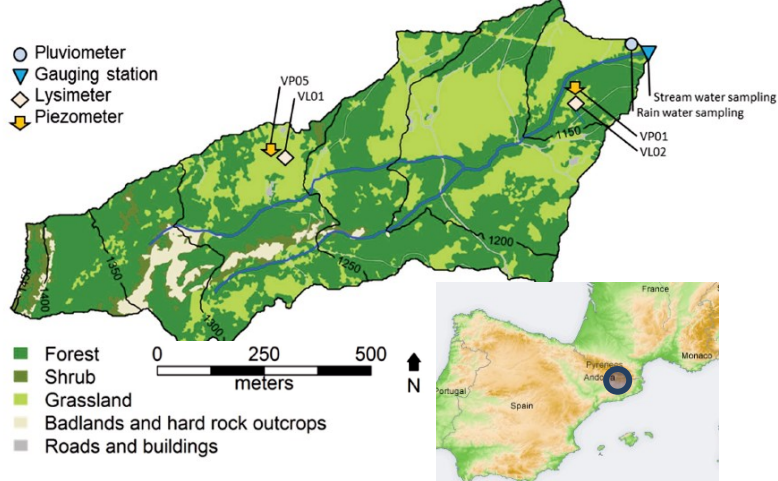 Pluviometer
Gauging station
Lysimeter
Piezometer
VP05
VL01
Stream water sampling
Rain water sampling
VP01
VL02
1150
1200
1250
1300
1350
1400
1450
Forest
Shrub
Grassland
Badlands and hard rock outcrops
Roads and buildings
0 250 500
meters
N
France
Monaco
Pyrenees
Andorra
Portugal
Spain